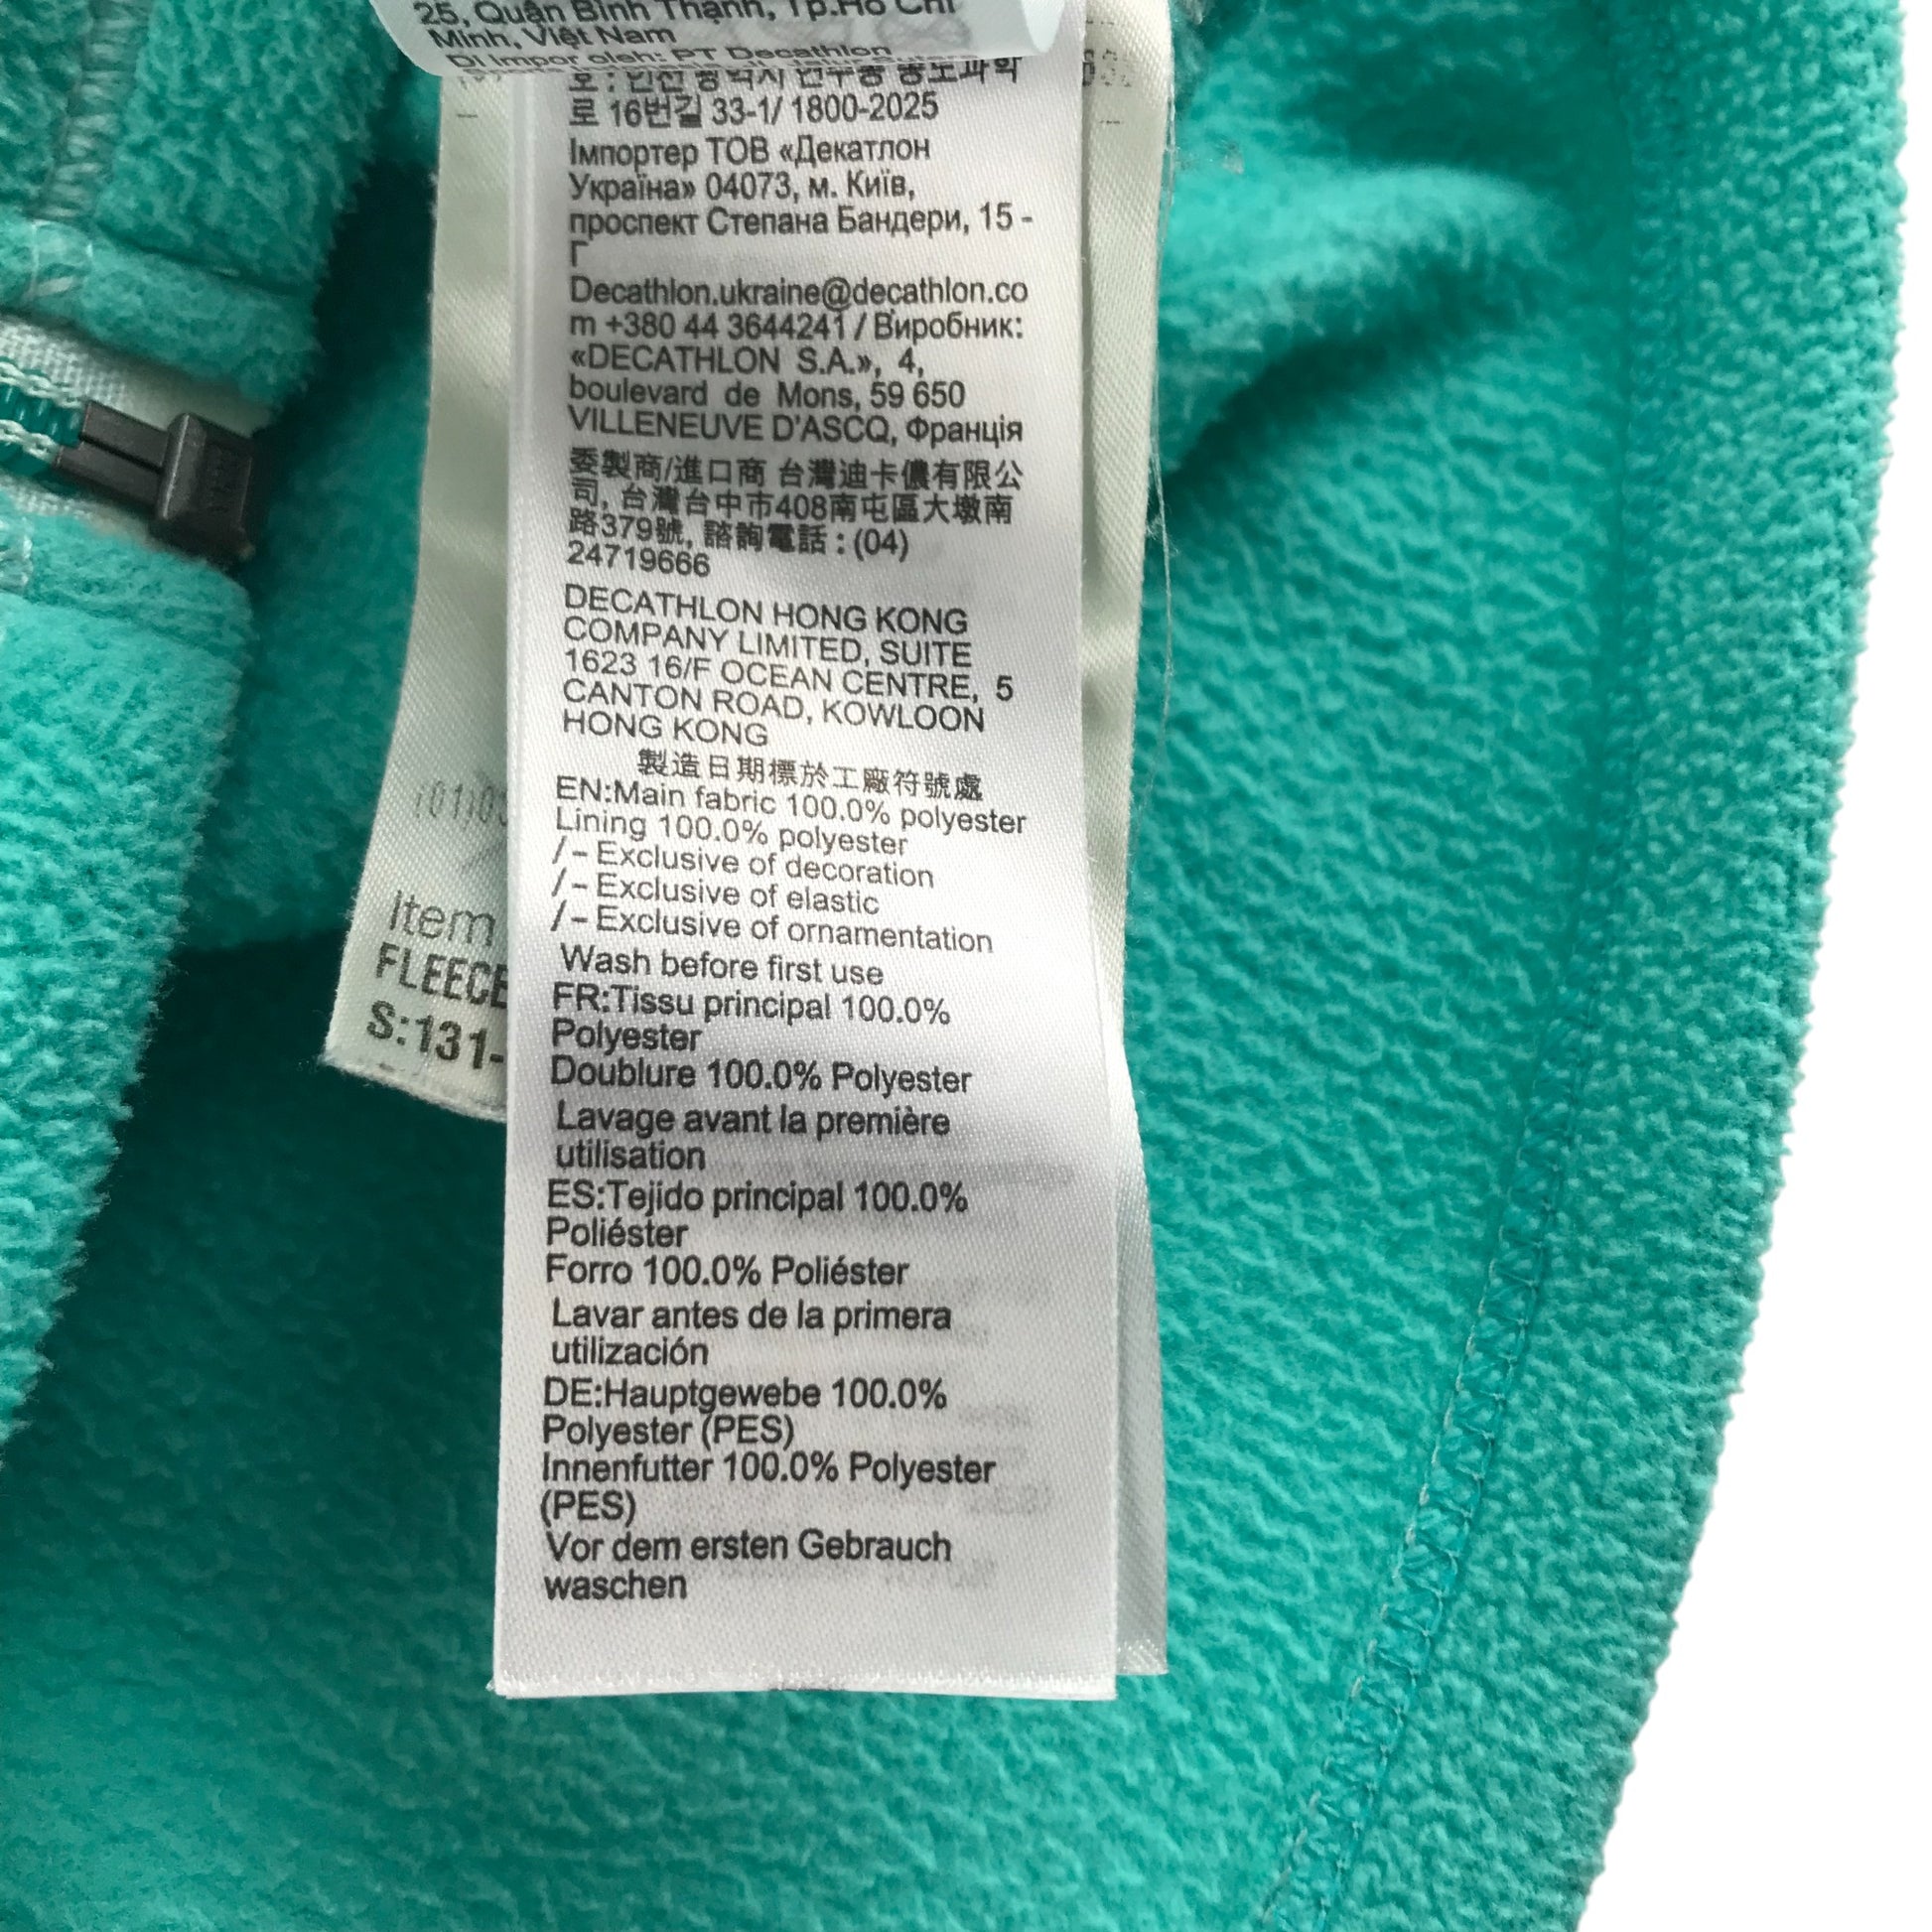 25, Quận Bình Thạnh, Tp.Hồ Chí
Minh, Việt Nam
Di Impor oleh: PT Decathlon
로 16번길 33-1/ 1800-2025
Імпортер ТОВ «Декатлон
Україна» 04073, м. Київ,
проспект Степана Бандери, 15 -
Г
Decathlon.ukraine@decathlon.co
m +380 44 3644241 / Виробник:
«DECATHLON S.A.», 4,
boulevard de Mons, 59 650
VILLENEUVE D'ASCQ, Франція
委製商/進口商 台灣迪卡儂有限公
司, 台灣台中市408南屯區大墩南
路379號, 諮詢電話 : (04)
24719666
DECATHLON HONG KONG
COMPANY LIMITED, SUITE
1623 16/F OCEAN CENTRE, 5
CANTON ROAD, KOWLOON
HONG KONG
製造日期標於工廠符號處
EN:Main fabric 100.0% polyester
Lining 100.0% polyester
/- Exclusive of decoration
/- Exclusive of elastic
/- Exclusive of ornamentation
Wash before first use
FR:Tissu principal 100.0%
Polyester
Doublure 100.0% Polyester
Lavage avant la première
utilisation
ES:Tejido principal 100.0%
Poliéster
Forro 100.0% Poliéster
Lavar antes de la primera
utilización
DE:Hauptgewebe 100.0%
Polyester (PES)
Innenfutter 100.0% Polyester
(PES)
Vor dem ersten Gebrauch
waschen
Item
FLEECE
S:131-